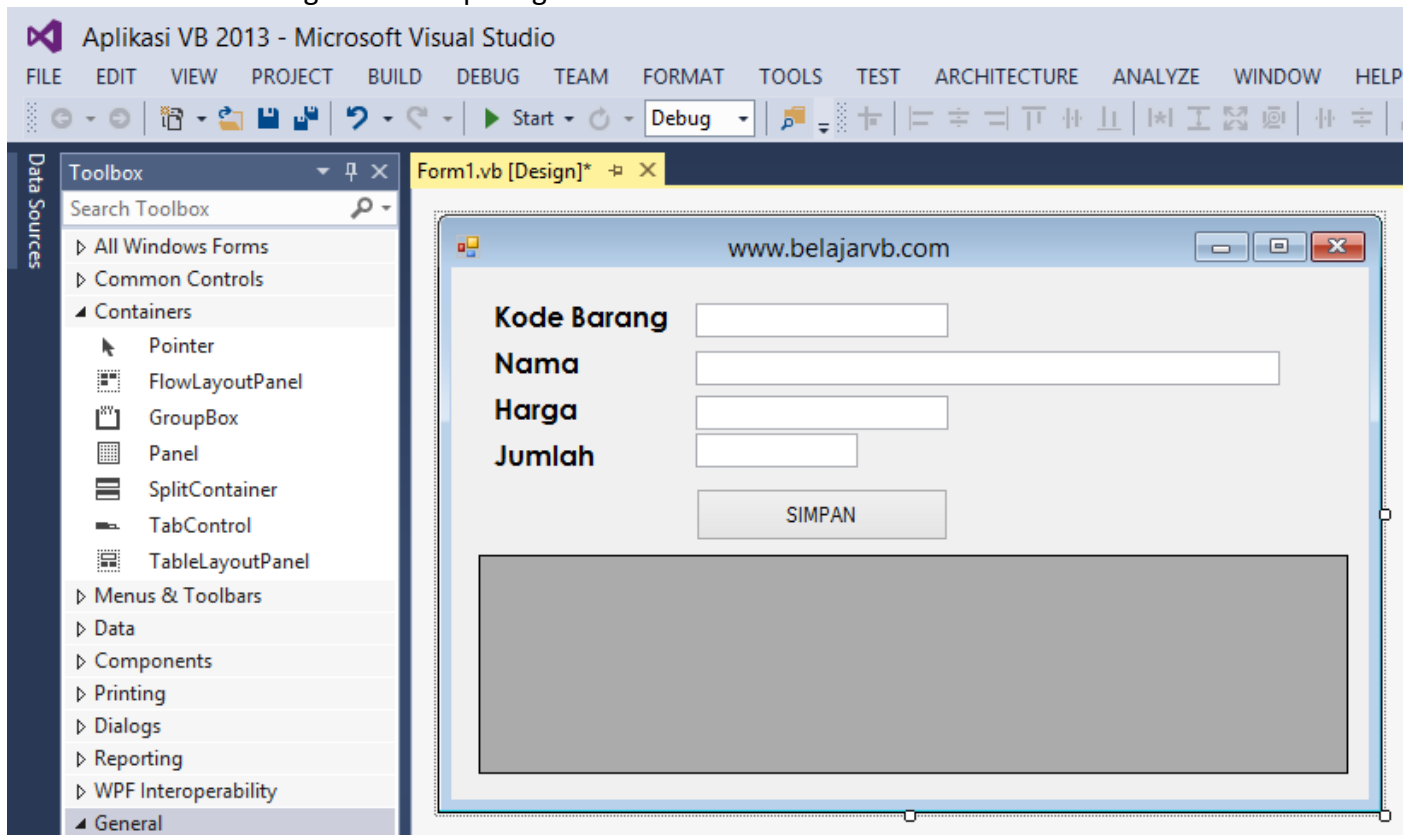 Aplikasi VB 2013 - Microsoft Visual Studio
FILE EDIT VIEW PROJECT BUILD DEBUG TEAM FORMAT TOOLS TEST ARCHITECTURE ANALYZE WINDOW HELP
Start Debug
Data Sources
Toolbox
Search Toolbox
All Windows Forms
Common Controls
Containers
Pointer
FlowLayoutPanel
GroupBox
Panel
SplitContainer
TabControl
TableLayoutPanel
Menus & Toolbars
Data
Components
Printing
Dialogs
Reporting
WPF Interoperability
General
Form1.vb [Design]*
www.belajarvb.com
Kode Barang
Nama
Harga
Jumlah
SIMPAN